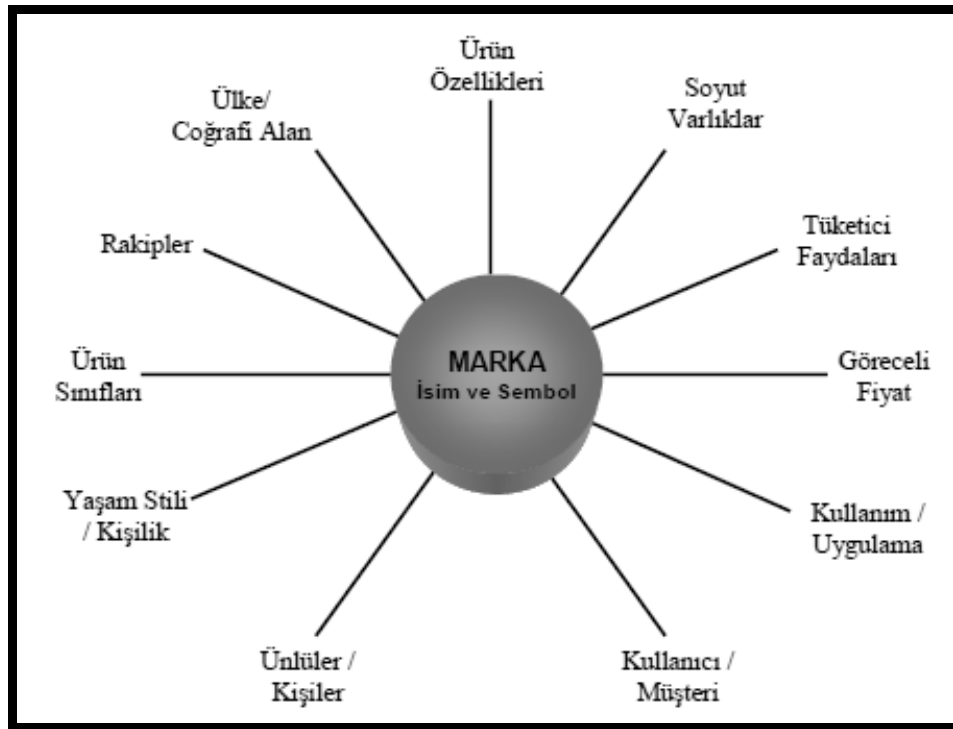 Ürün
Özellikleri
Soyut
Varlıklar
Tüketici
Faydaları
Göreceli
Fiyat
Kullanım /
Uygulama
Kullanıcı /
Müşteri
Ünlüler /
Kişiler
Yaşam Stili
/ Kişilik
Ürün
Sınıfları
Rakipler
Ülke/
Coğrafi Alan
MARKA
İsim ve Sembol